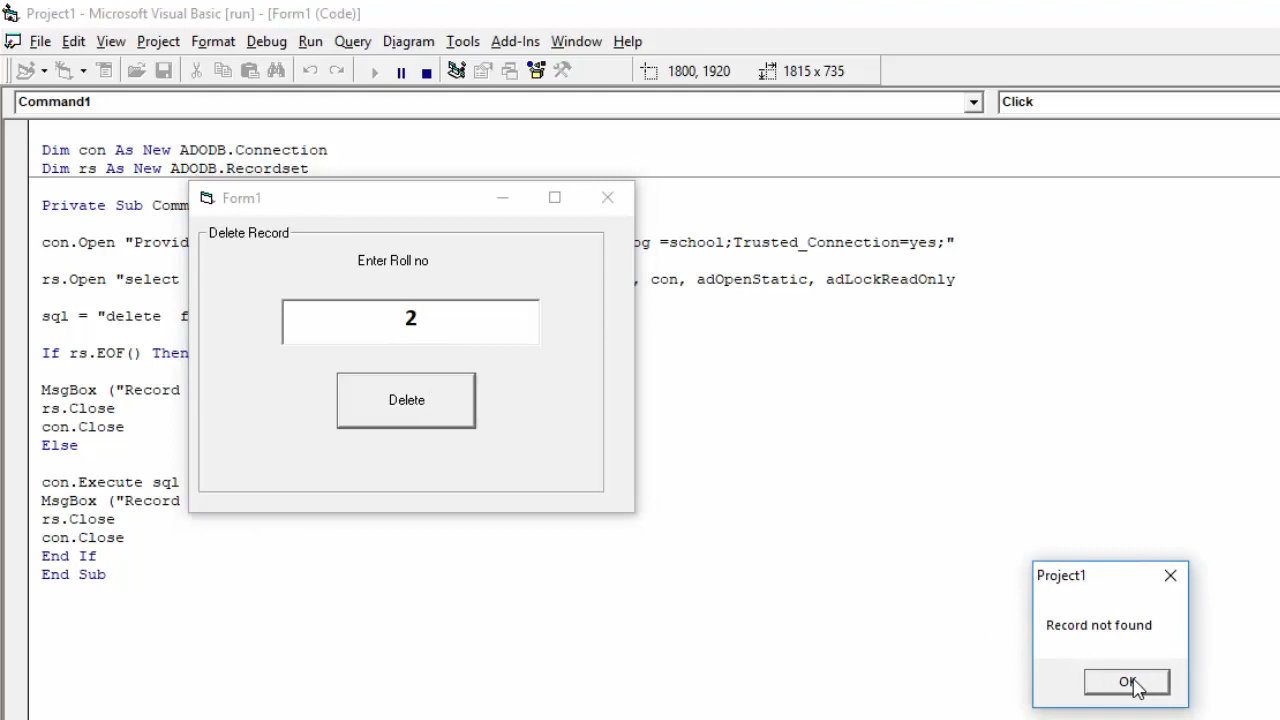 Project1 - Microsoft Visual Basic [run] - [Form1 (Code)]
File Edit View Project Format Debug Run Query Diagram Tools Add-Ins Window Help
1800, 1920 1815 x 735
Command1 Click
Dim con As New ADODB.Connection
Dim rs As New ADODB.Recordset
Form1
Private Sub
Delete Record
con.Open "Provid =school;Trusted_Connection=yes;"
Enter Roll no
rs.Open "select , con, adOpenStatic, adLockReadOnly
2
sql = "delete
If rs.EOF() Then
MsgBox ("Record
Delete
rs.Close
con.Close
Else
con.Execute sql
MsgBox ("Record
rs.Close
con.Close
End If
End Sub
Project1
Record not found
OK